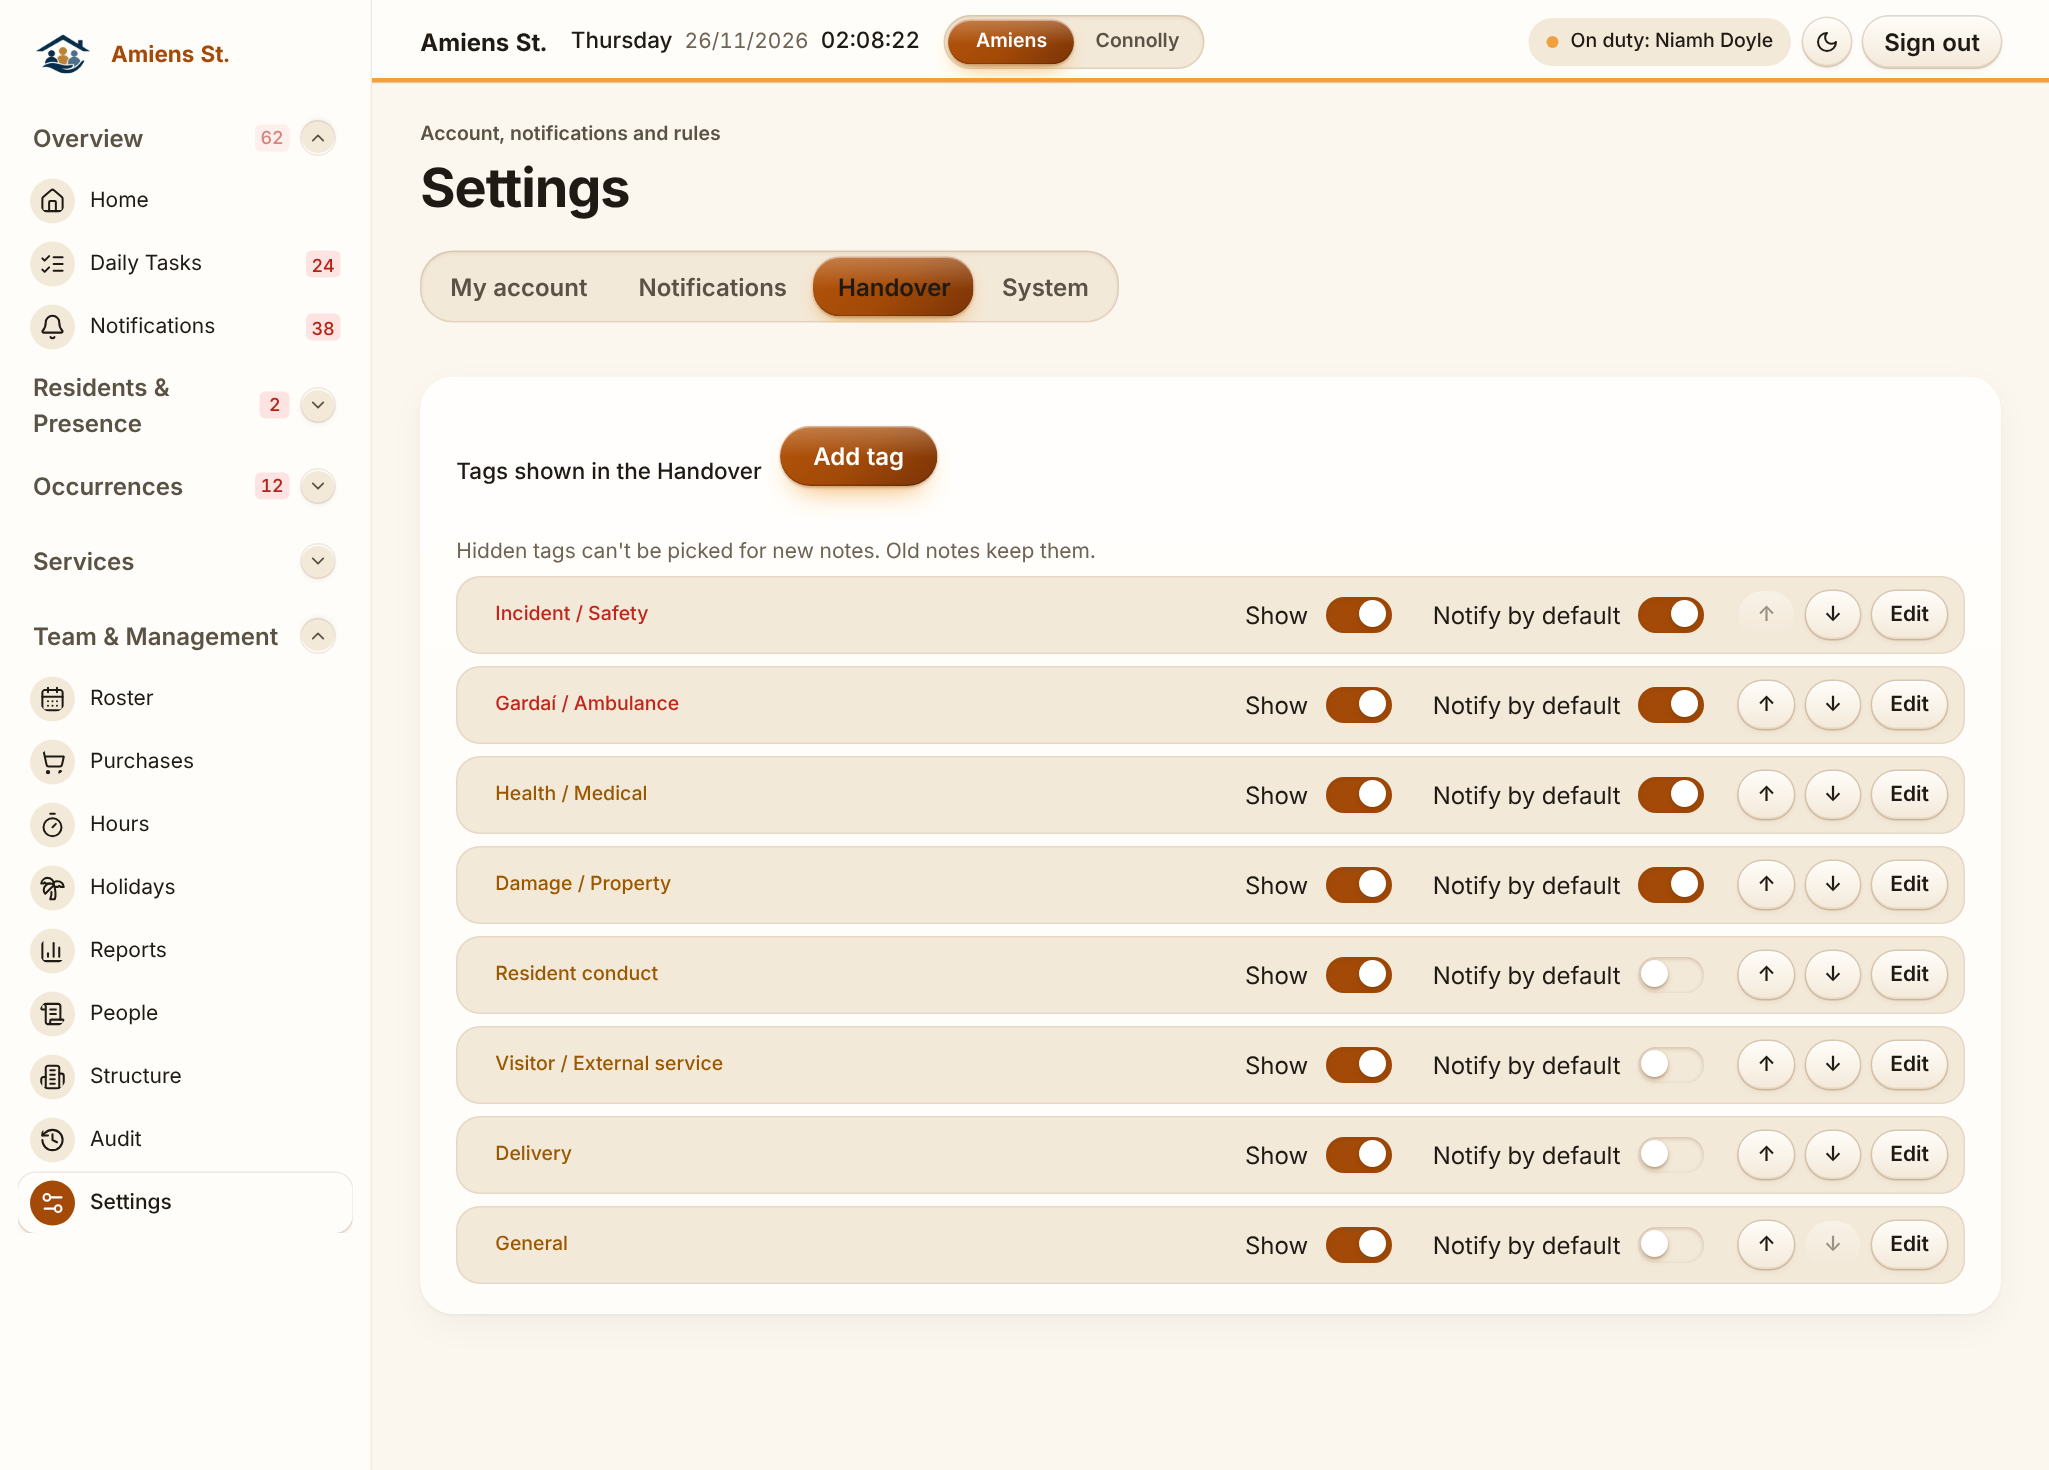 Amiens St.
Overview 62
Home
Daily Tasks 24
Notifications 38
Residents &
Presence 2
Occurrences 12
Services
Team & Management
Roster
Purchases
Hours
Holidays
Reports
People
Structure
Audit
Settings
Amiens St. Thursday 26/11/2026 02:08:22 Amiens Connolly On duty: Niamh Doyle Sign out
Account, notifications and rules
Settings
My account Notifications Handover System
Tags shown in the Handover Add tag
Hidden tags can't be picked for new notes. Old notes keep them.
Incident / Safety Show Notify by default ↑ ↓ Edit
Gardaí / Ambulance Show Notify by default ↑ ↓ Edit
Health / Medical Show Notify by default ↑ ↓ Edit
Damage / Property Show Notify by default ↑ ↓ Edit
Resident conduct Show Notify by default ↑ ↓ Edit
Visitor / External service Show Notify by default ↑ ↓ Edit
Delivery Show Notify by default ↑ ↓ Edit
General Show Notify by default ↑ ↓ Edit